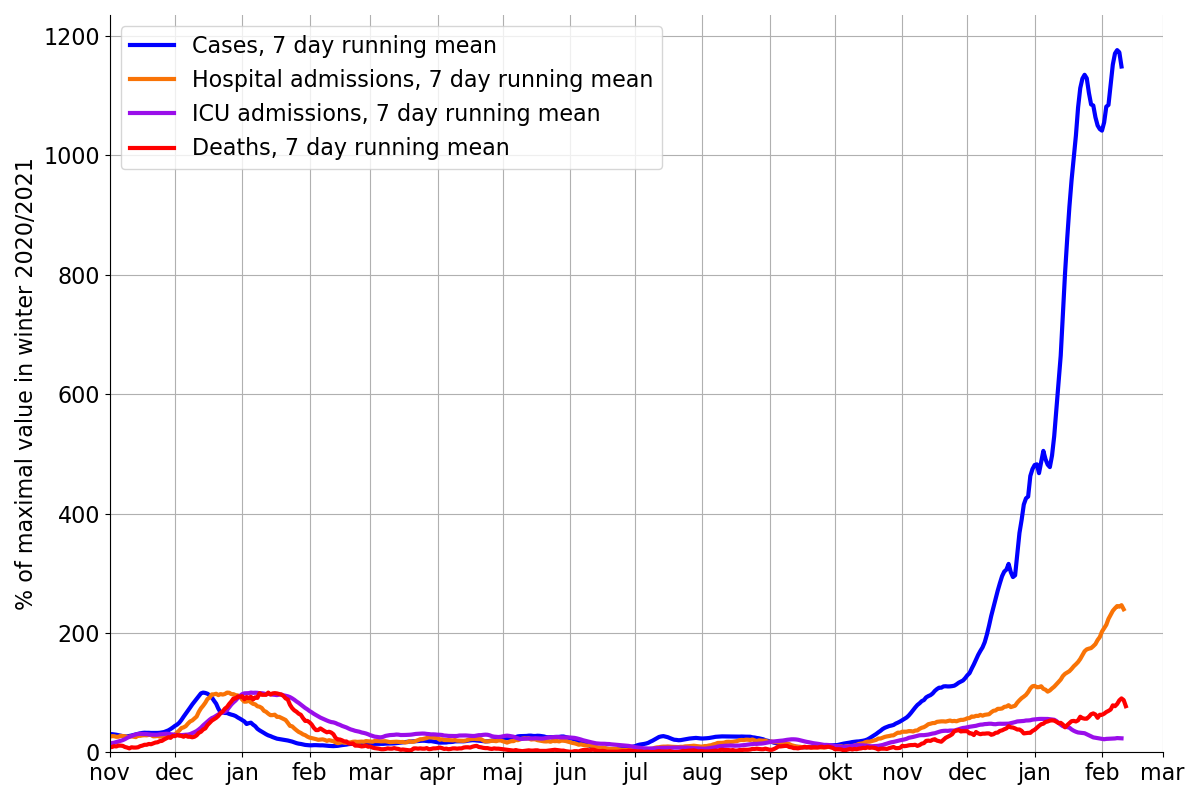 Cases, 7 day running mean
Hospital admissions, 7 day running mean
ICU admissions, 7 day running mean
Deaths, 7 day running mean
% of maximal value in winter 2020/2021
1200
1000
800
600
400
200
0
nov dec jan feb mar apr maj jun jul aug sep okt nov dec jan feb mar